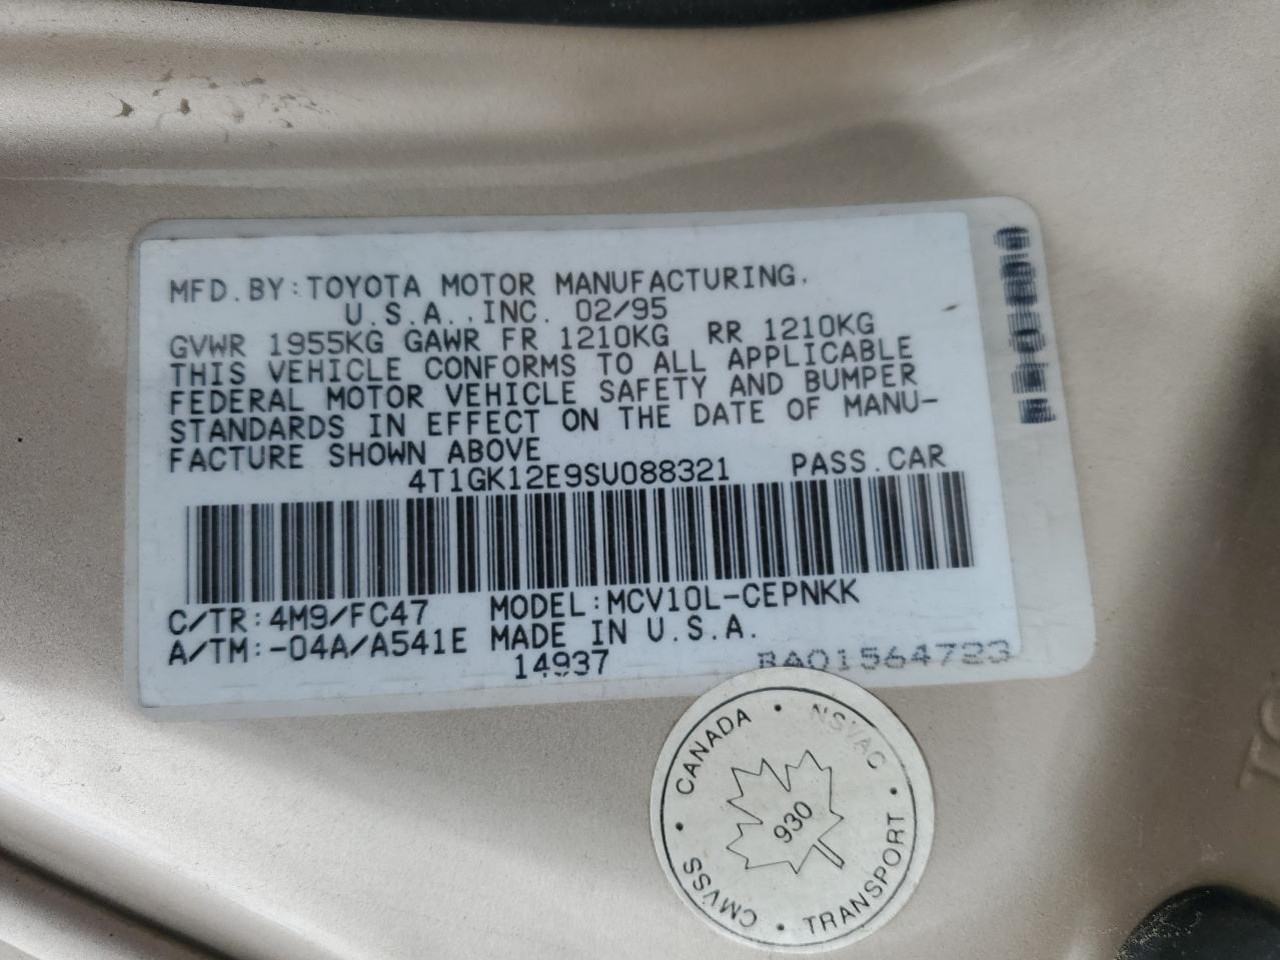 MFD.BY:TOYOTA MOTOR MANUFACTURING.
U.S.A.,INC. 02/95
GVWR 1955KG GAWR FR 1210KG RR 1210KG
THIS VEHICLE CONFORMS TO ALL APPLICABLE
FEDERAL MOTOR VEHICLE SAFETY AND BUMPER
STANDARDS IN EFFECT ON THE DATE OF MANU-
FACTURE SHOWN ABOVE
4T1GK12E9SU088321 PASS.CAR
C/TR:4M9/FC47 MODEL:MCV10L-CEPNKK
A/TM:-04A/A541E MADE IN U.S.A.
14937 BA01564723
CANADA • NSVAC • TRANSPORT • CMVSS •
930